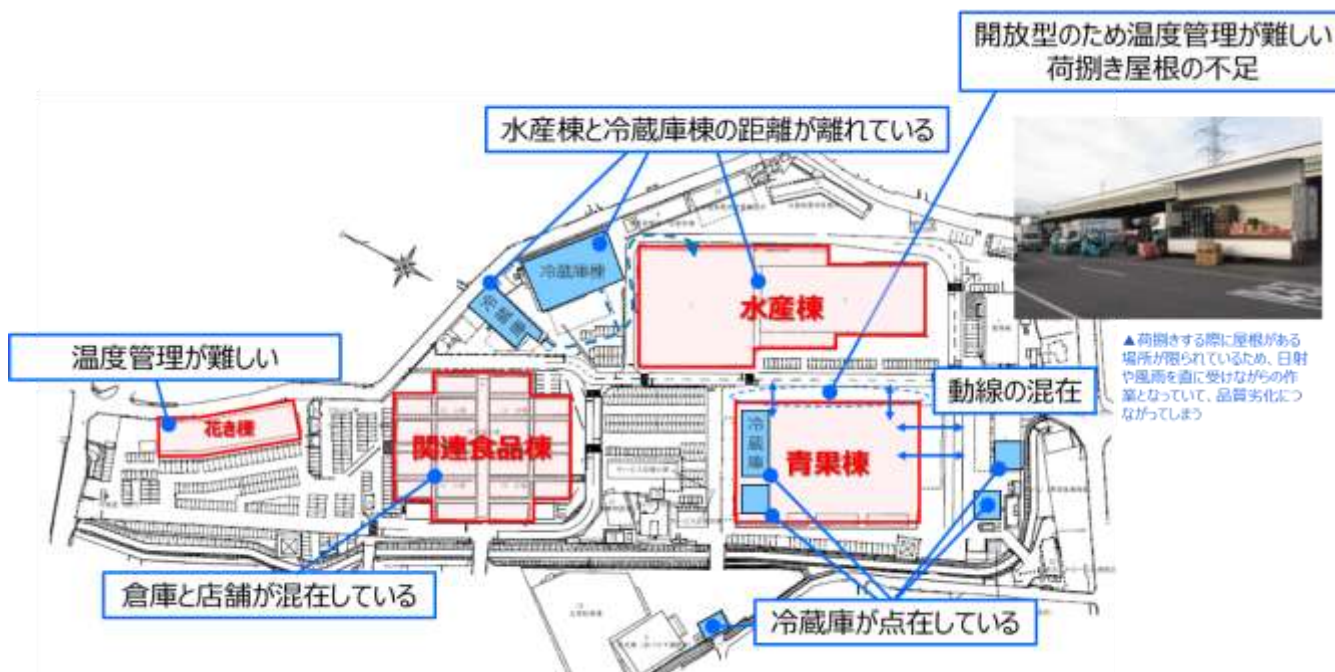 開放型のため温度管理が難しい
荷捌き屋根の不足
水産棟と冷蔵庫棟の距離が離れている
冷蔵庫棟
冷蔵庫
水産棟
温度管理が難しい
▲荷捌きする際に屋根がある
場所が限られているため、日射
や風雨を直に受けながらの作
業となっていて、品質劣化につ
ながってしまう
動線の混在
花き棟
関連食品棟
冷蔵庫
青果棟
倉庫と店舗が混在している
冷蔵庫が点在している